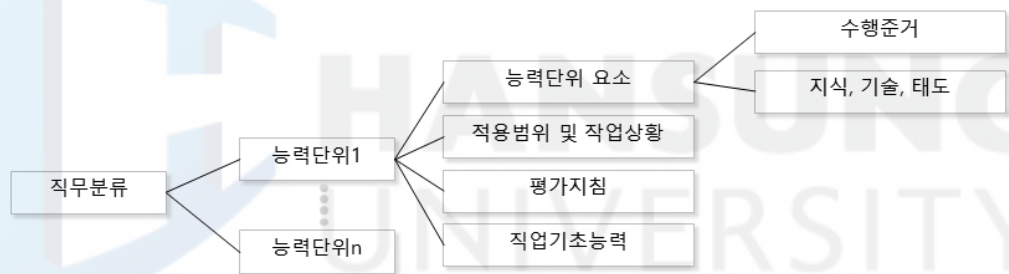 수행준거
능력단위 요소
지식, 기술, 태도
적용범위 및 작업상황
능력단위1
직무분류
평가지침
능력단위n
직업기초능력
HANSUNG
UNIVERSITY